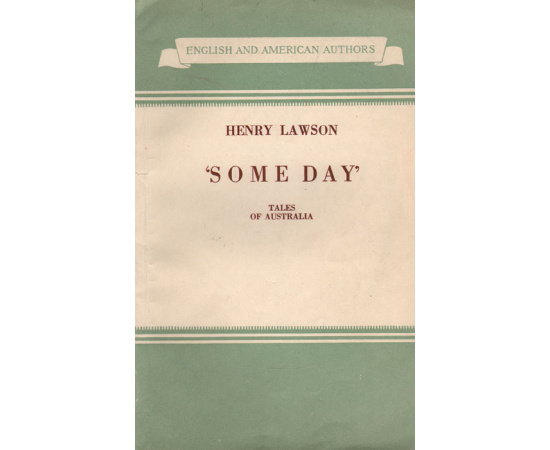 ENGLISH AND AMERICAN AUTHORS
HENRY LAWSON
‘SOME DAY’
TALES
OF AUSTRALIA